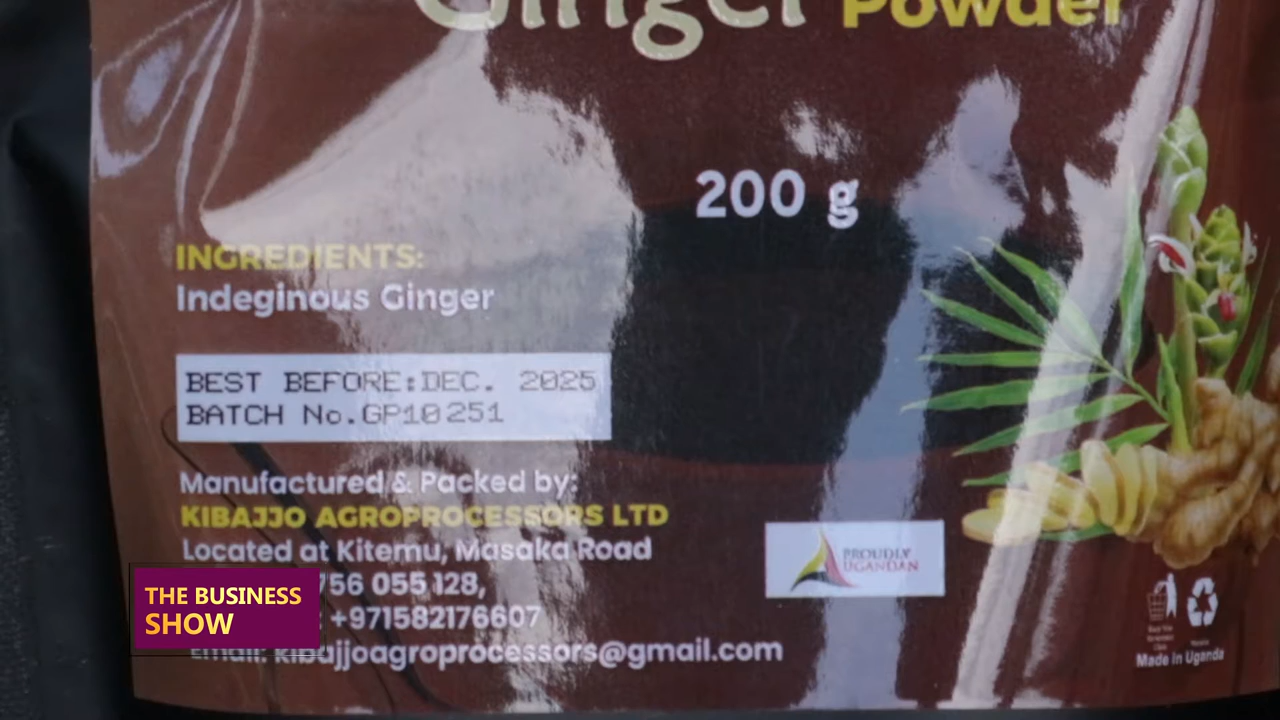 Ginger Powder
200 g
INGREDIENTS:
Indeginous Ginger
BEST BEFORE:DEC. 2025
BATCH No.GP10251
Manufactured & Packed by:
KIBAJJO AGROPROCESSORS LTD
Located at Kitemu, Masaka Road
756 055 128,
+971582176607
Email: kibajjoagroprocessors@gmail.com
PROUDLY
UGANDAN
Made in Uganda
THE BUSINESS
SHOW